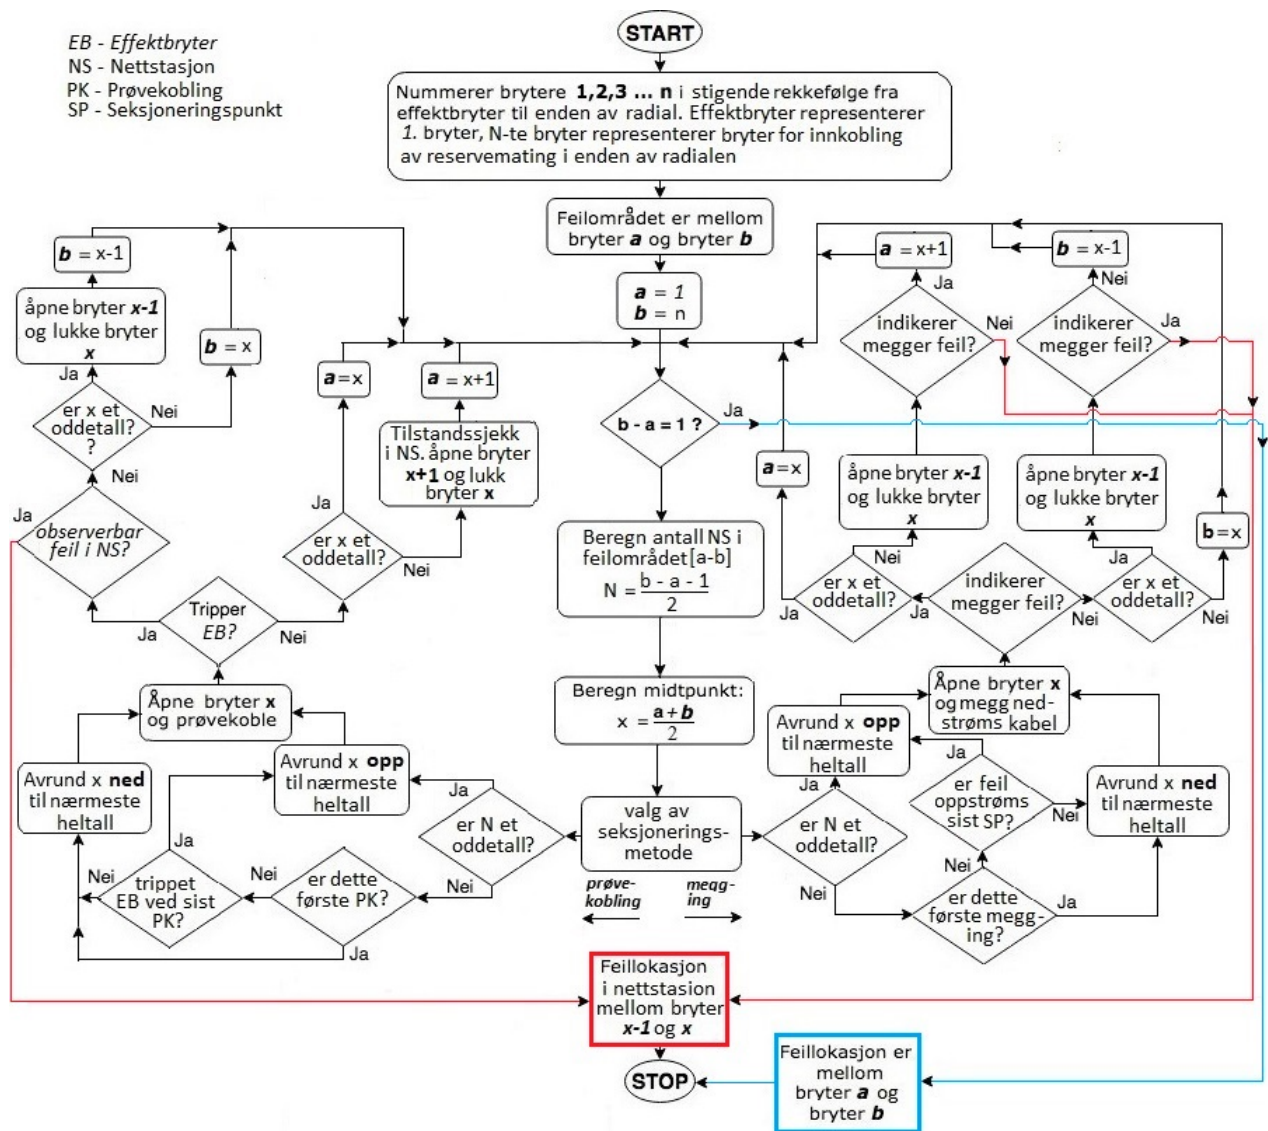 EB - Effektbryter
NS - Nettstasjon
PK - Prøvekobling
SP - Seksjoneringspunkt
START
Nummerer brytere 1,2,3 ... n i stigende rekkefølge fra
effektbryter til enden av radial. Effektbryter representerer
1. bryter, N-te bryter representerer bryter for innkobling
av reservemating i enden av radialen
Feilområdet er mellom
bryter a og bryter b
a = 1
b = n
b - a = 1 ?
Ja
Beregn antall NS i
feilområdet[a-b]
N = b - a - 1
2
Beregn midtpunkt:
x = a + b
2
valg av
seksjonerings-
metode
prøve-
kobling
megg-
ing
b = x-1
åpne bryter x-1
og lukke bryter
x
Ja
er x et
oddetall?
?
Nei
b = x
Nei
Ja
observerbar
feil i NS?
Tripper
EB?
Ja
Nei
a=x
a = x+1
Tilstandssjekk
i NS. åpne bryter
x+1 og lukk
bryter x
Ja
er x et
oddetall?
Nei
Åpne bryter x
og prøvekoble
Avrund x ned
til nærmeste
heltall
Avrund x opp
til nærmeste
heltall
Ja
er N et
oddetall?
Nei
Ja
Nei
trippet
EB ved sist
PK?
Nei
er dette
første PK?
Ja
a = x+1
Ja
indikerer
megger feil?
Nei
b = x-1
Nei
indikerer
megger feil?
Ja
a=x
åpne bryter x-1
og lukke bryter
x
åpne bryter x-1
og lukke bryter
x
b=x
Nei
er x et
oddetall?
Ja
Ja
indikerer
megger feil?
Nei
Ja
er x et
oddetall?
Nei
Åpne bryter x
og megg ned-
strøms kabel
Avrund x opp
til nærmeste
heltall
Ja
er N et
oddetall?
Nei
Ja
er feil
oppstrøms
sist SP?
Nei
Avrund x ned
til nærmeste
heltall
Nei
er dette
første megg-
ing?
Ja
Feillokasjon
i nettstasion
mellom bryter
x-1 og x
STOP
Feillokasjon er
mellom
bryter a og
bryter b